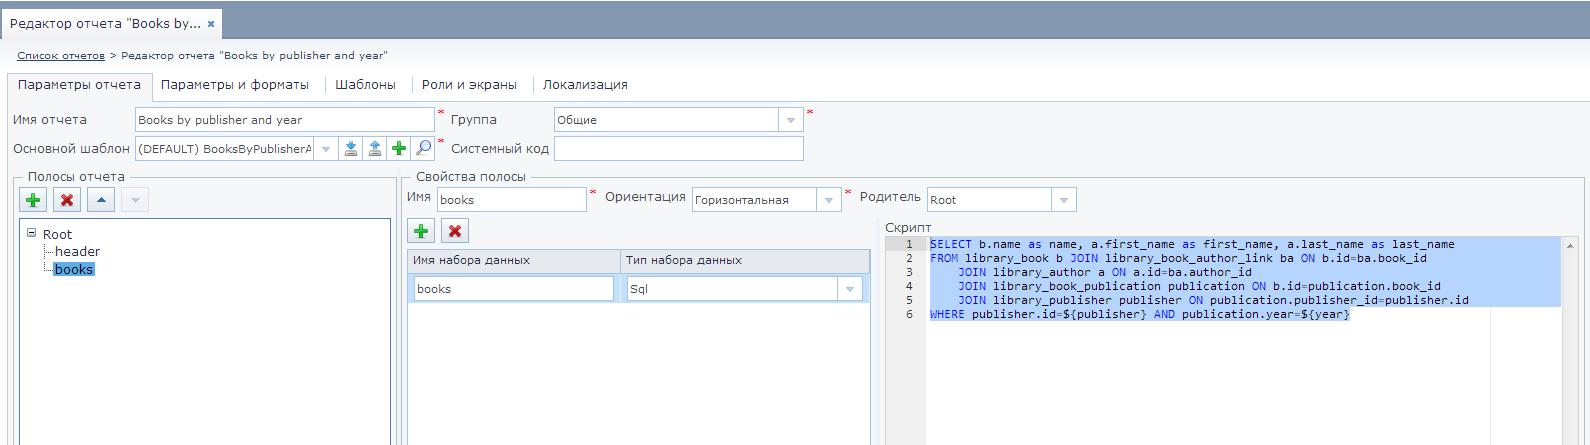 Редактор отчета "Books by...
Список отчетов > Редактор отчета "Books by publisher and year"
Параметры отчета Параметры и форматы Шаблоны Роли и экраны Локализация
Имя отчета Books by publisher and year * Группа Общие *
Основной шаблон (DEFAULT) BooksByPublisherA * Системный код
Полосы отчета
Root
header
books
Свойства полосы
Имя books * Ориентация Горизонтальная * Родитель Root
Имя набора данных Тип набора данных
books Sql
Скрипт
1 SELECT b.name as name, a.first_name as first_name, a.last_name as last_name
2 FROM library_book b JOIN library_book_author_link ba ON b.id=ba.book_id
3 JOIN library_author a ON a.id=ba.author_id
4 JOIN library_book_publication publication ON b.id=publication.book_id
5 JOIN library_publisher publisher ON publication.publisher_id=publisher.id
6 WHERE publisher.id=${publisher} AND publication.year=${year}